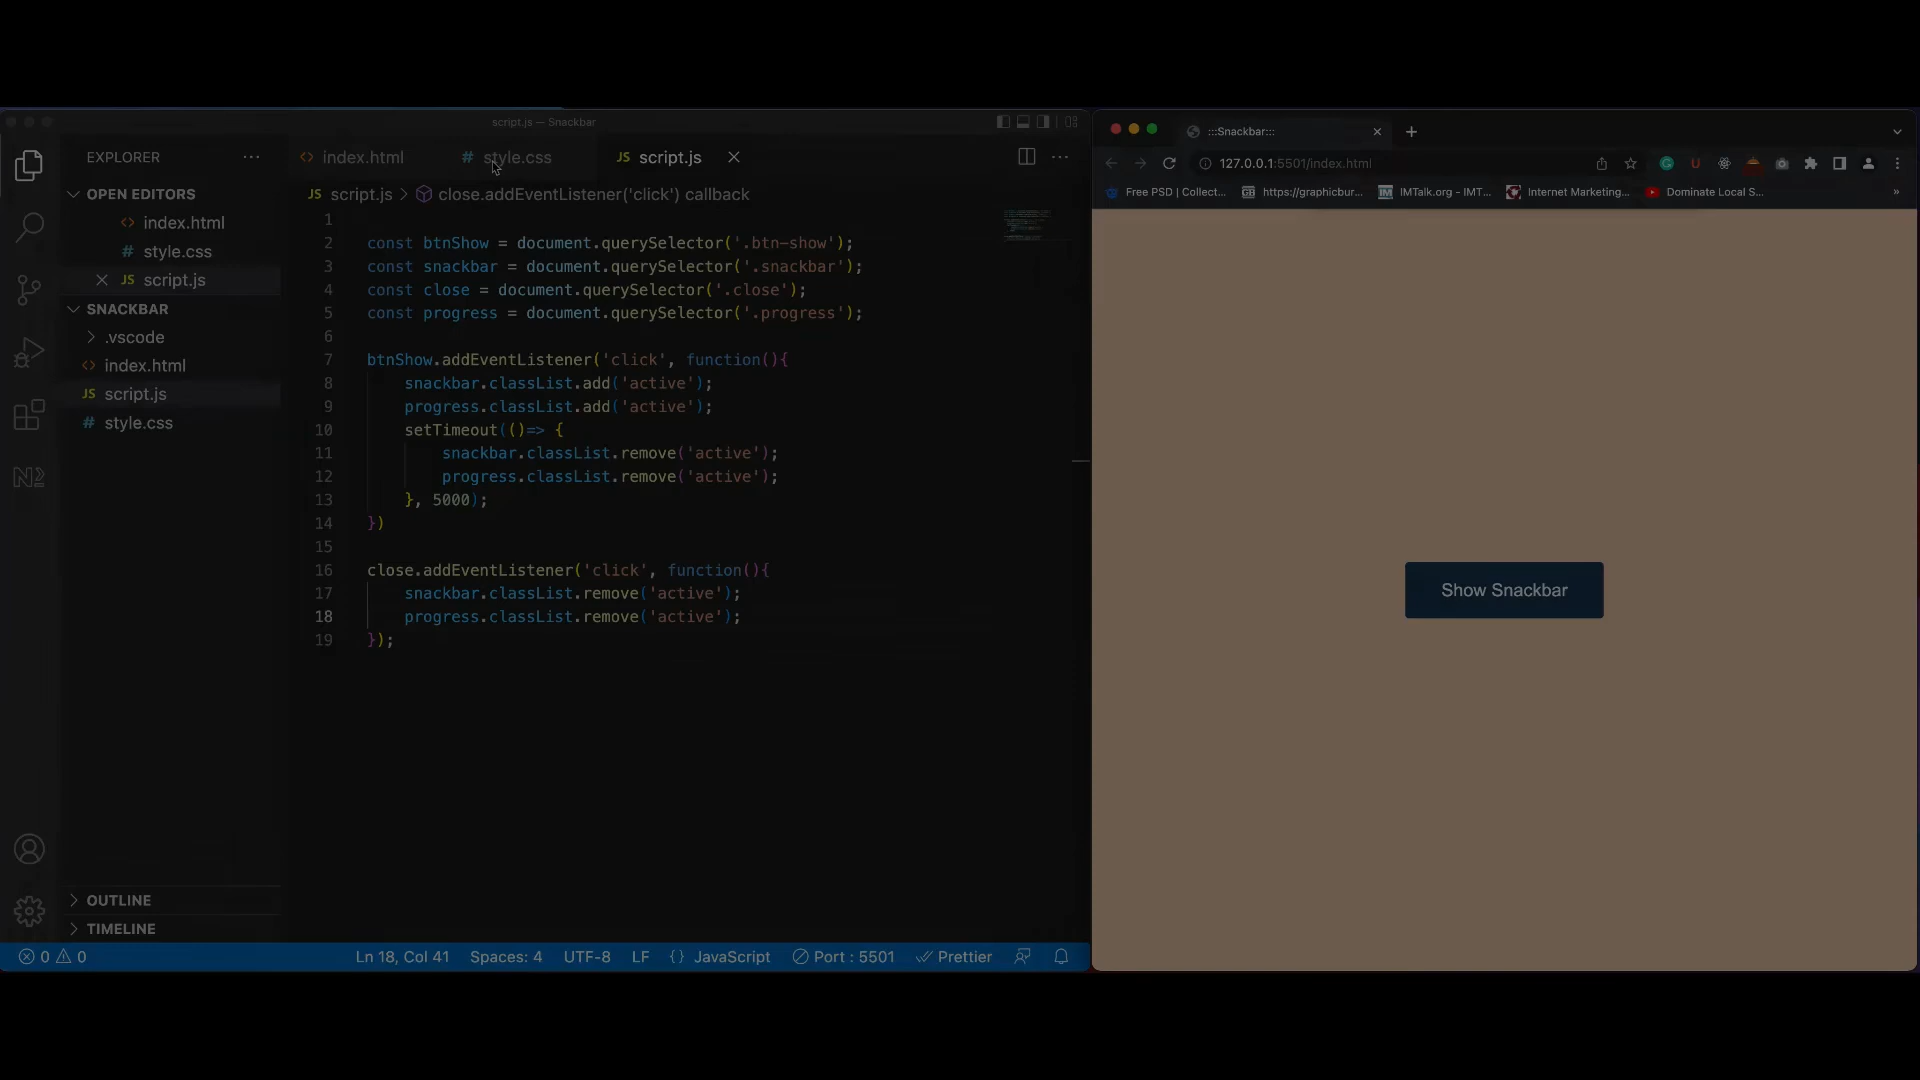 script.js — Snackbar
EXPLORER
OPEN EDITORS
index.html
style.css
JS script.js
SNACKBAR
.vscode
index.html
JS script.js
style.css
OUTLINE
TIMELINE
index.html
# style.css
JS script.js
JS script.js > close.addEventListener('click') callback
1
2 const btnShow = document.querySelector('.btn-show');
3 const snackbar = document.querySelector('.snackbar');
4 const close = document.querySelector('.close');
5 const progress = document.querySelector('.progress');
6
7 btnShow.addEventListener('click', function(){
8 snackbar.classList.add('active');
9 progress.classList.add('active');
10 setTimeout(()=> {
11 snackbar.classList.remove('active');
12 progress.classList.remove('active');
13 }, 5000);
14 })
15
16 close.addEventListener('click', function(){
17 snackbar.classList.remove('active');
18 progress.classList.remove('active');
19 });
0 0 Ln 18, Col 41 Spaces: 4 UTF-8 LF {} JavaScript Port : 5501 Prettier
:::Snackbar:::
127.0.0.1:5501/index.html
Free PSD | Collect... https://graphicbur... IMTalk.org - IMT... Internet Marketing... Dominate Local S... »
Show Snackbar